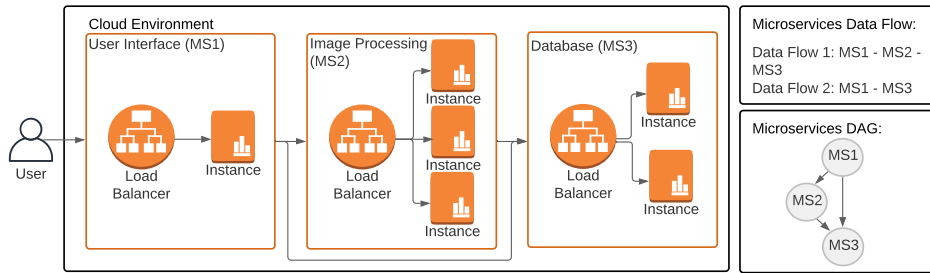 Cloud Environment
User Interface (MS1)
Load
Balancer
Instance
User
Image Processing
(MS2)
Load
Balancer
Instance
Instance
Instance
Database (MS3)
Load
Balancer
Instance
Instance
Microservices Data Flow:
Data Flow 1: MS1 - MS2 -
MS3
Data Flow 2: MS1 - MS3
Microservices DAG:
MS1
MS2
MS3